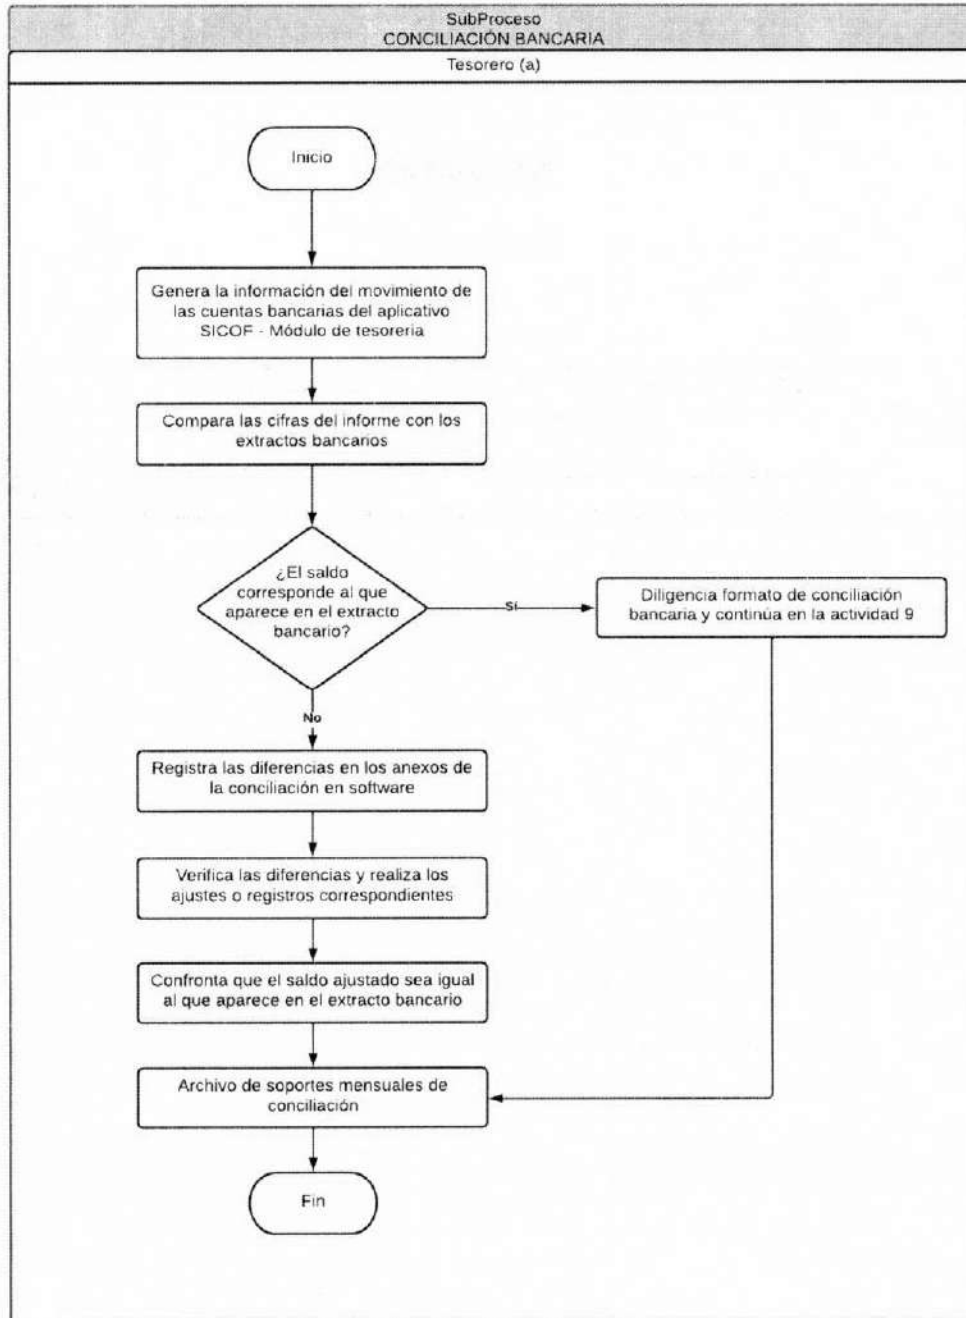 SubProceso
CONCILIACIÓN BANCARIA
Tesorero (a)
Inicio
Genera la información del movimiento de
las cuentas bancarias del aplicativo
SICOF - Módulo de tesoreria
Compara las cifras del informe con los
extractos bancarios
¿El saldo
corresponde al que
aparece en el extracto
bancario?
Sí
Diligencia formato de conciliación
bancaria y continúa en la actividad 9
No
Registra las diferencias en los anexos de
la conciliación en software
Verifica las diferencias y realiza los
ajustes o registros correspondientes
Confronta que el saldo ajustado sea igual
al que aparece en el extracto bancario
Archivo de soportes mensuales de
conciliación
Fin